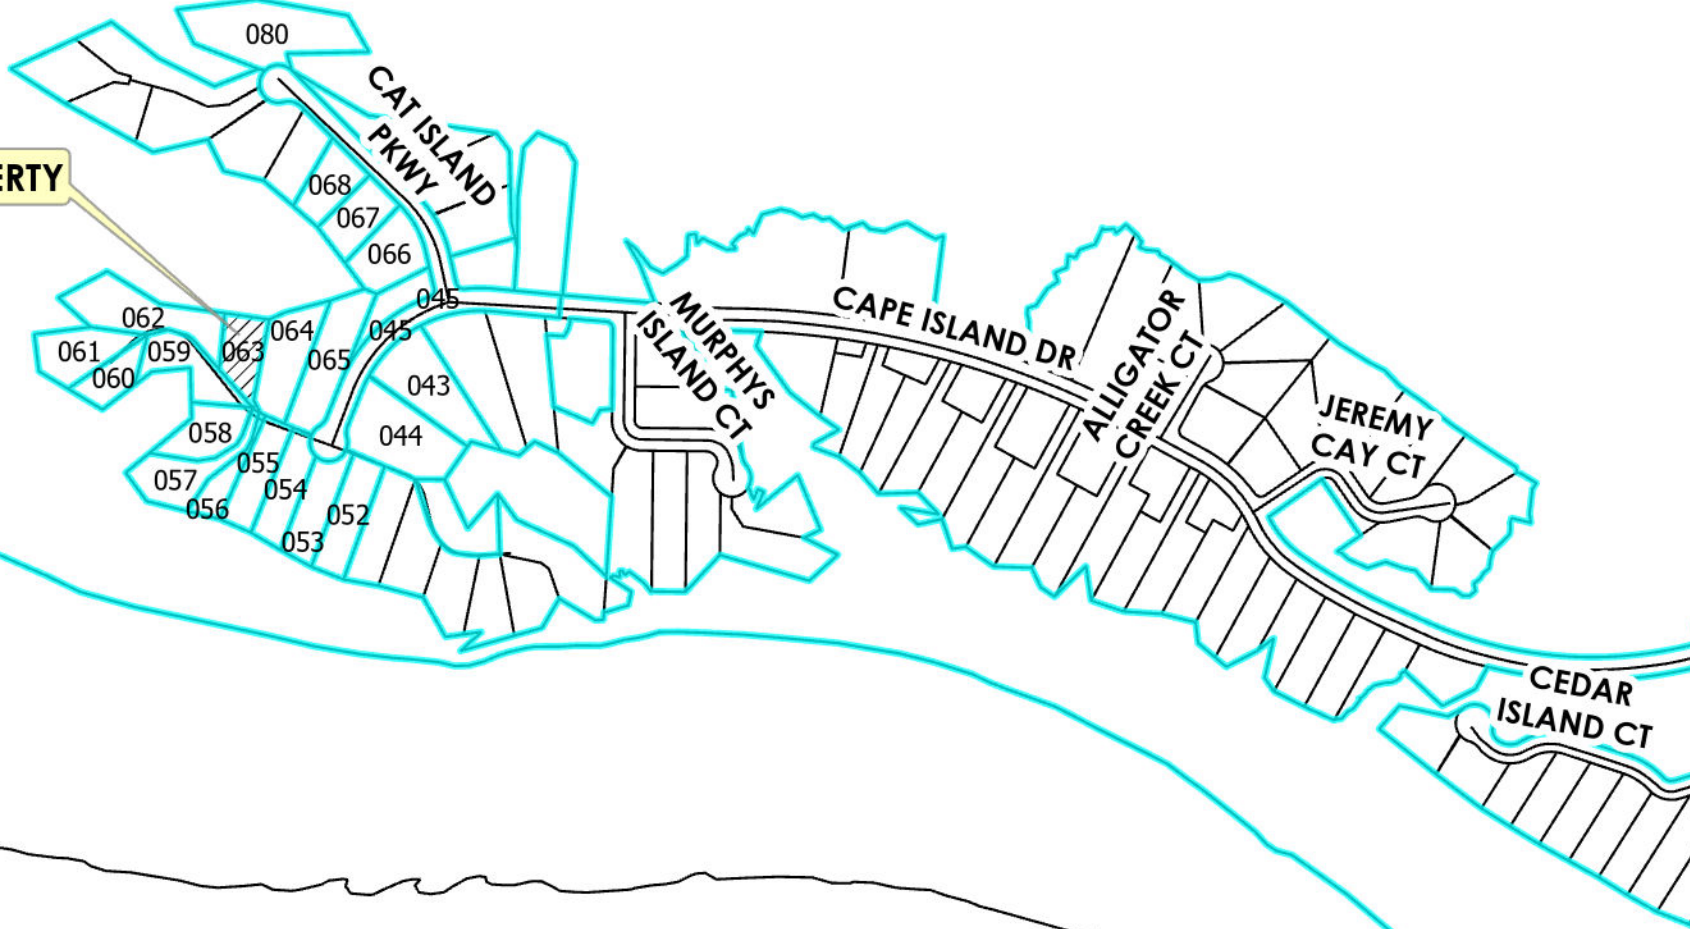 080
CAT ISLAND
PKWY
ERTY
068
067
066
045
062
064
045
061
059
063
065
060
043
058
044
055
057
054
056
052
053
MURPHYS
ISLAND CT
CAPE ISLAND DR
ALLIGATOR
CREEK CT
JEREMY
CAY CT
CEDAR
ISLAND CT